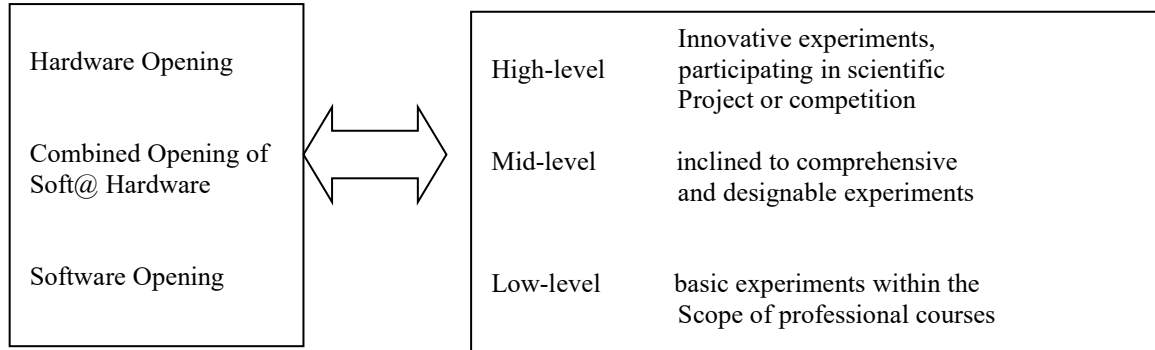 Hardware Opening
Combined Opening of
Soft@ Hardware
Software Opening
High-level
Innovative experiments,
participating in scientific
Project or competition
Mid-level
inclined to comprehensive
and designable experiments
Low-level
basic experiments within the
Scope of professional courses